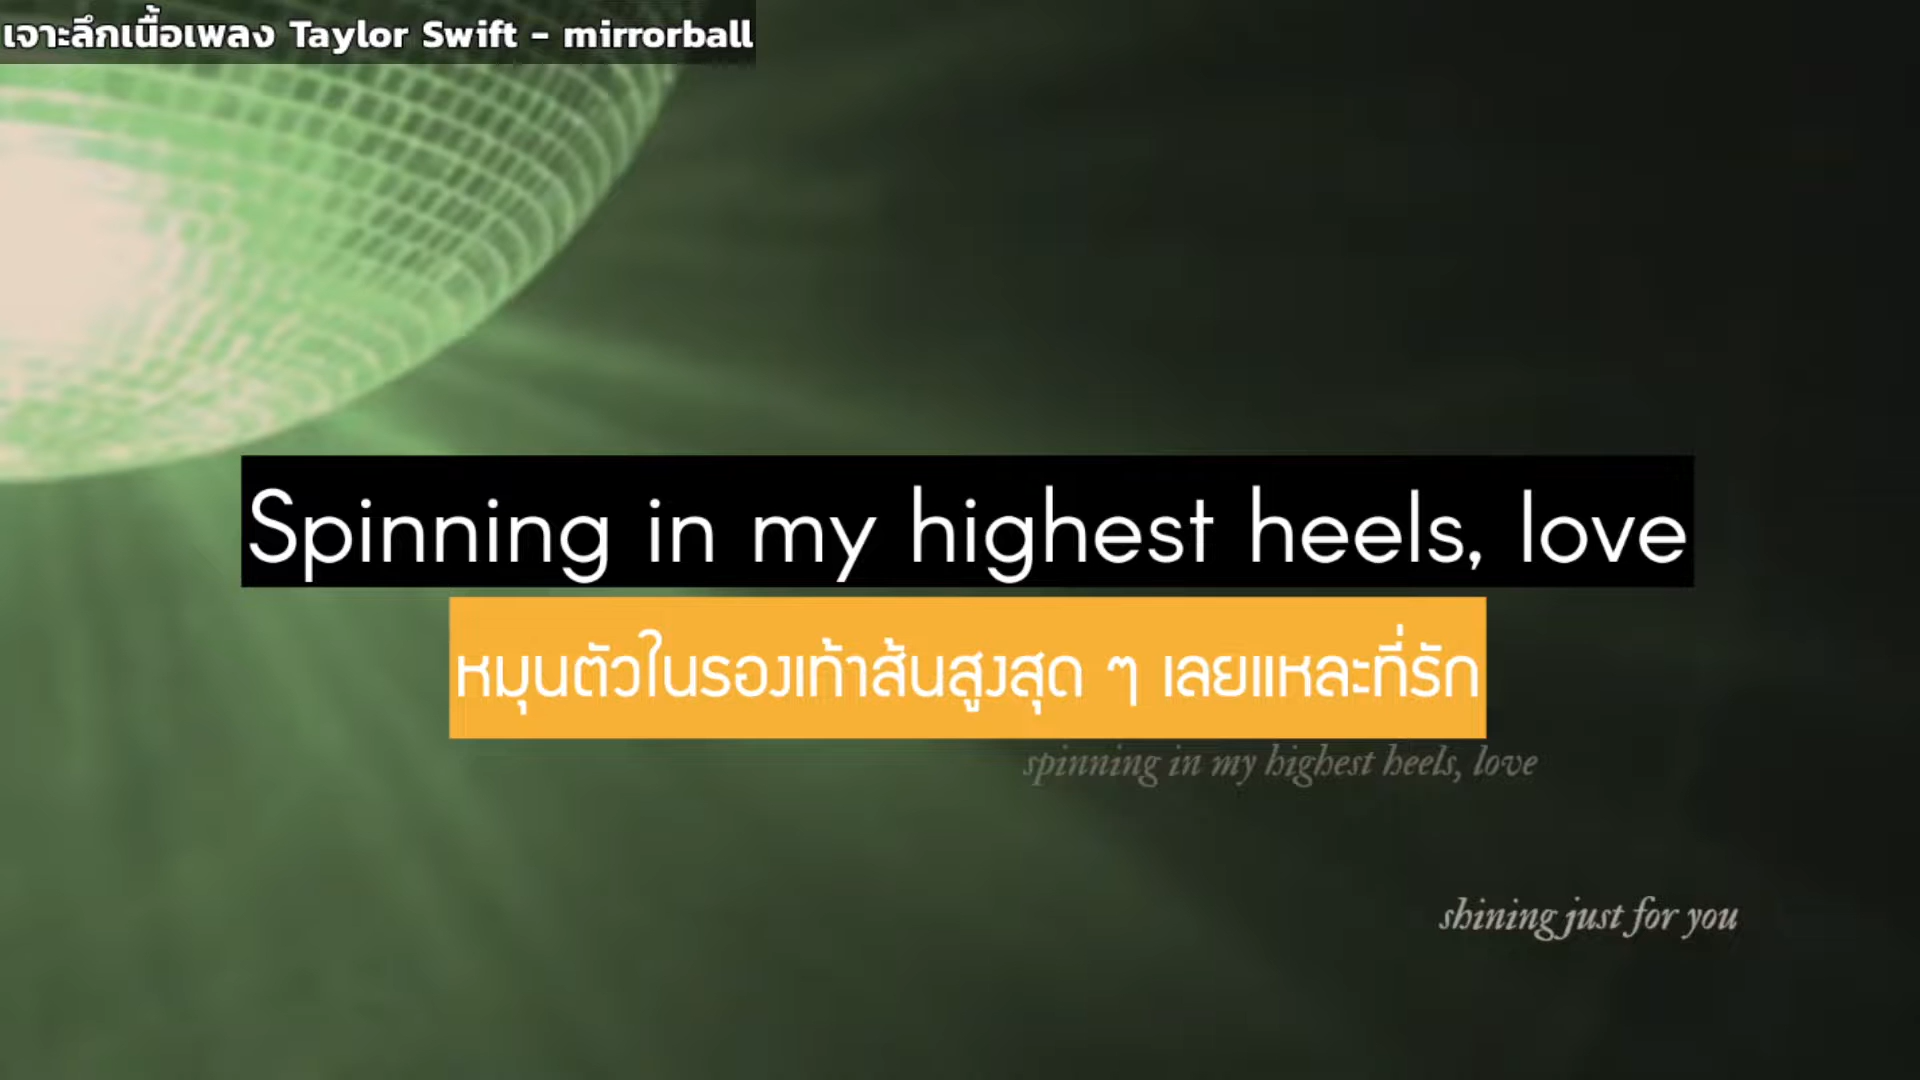 เจาะลึกเนื้อเพลง Taylor Swift - mirrorball
Spinning in my highest heels, love
หมุนตัวในรองเท้าส้นสูงสุด ๆ เลยแหละที่รัก
spinning in my highest heels, love
shining just for you